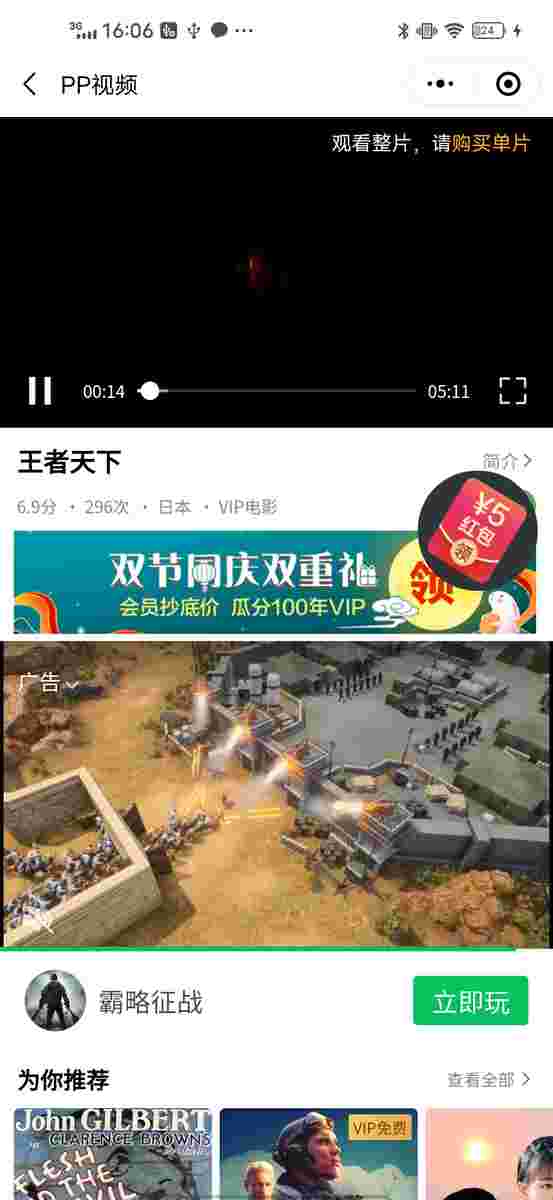 3G 16:06 24
PP视频
观看整片，请购买单片
00:14 05:11
王者天下 简介
6.9分 · 296次 · 日本 · VIP电影
¥5
红包
领
双节同庆双重礼
会员抄底价 瓜分100年VIP
领
广告
霸略征战 立即玩
为你推荐 查看全部
John GILBERT
CLARENCE BROWN'S
FLESH
AND THE
DEVIL
VIP免费